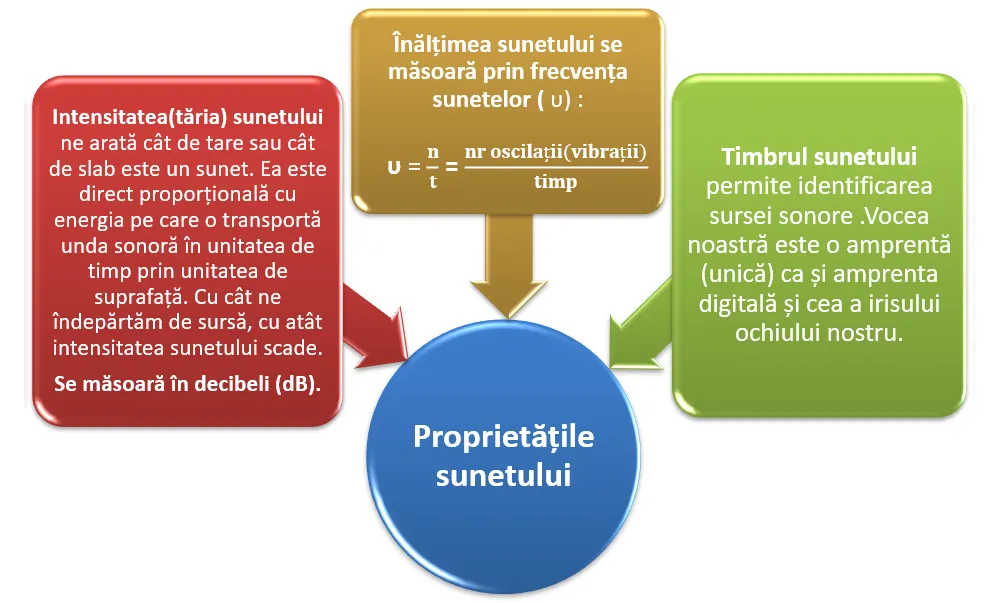 Intensitatea(tăria) sunetului
ne arată cât de tare sau cât
de slab este un sunet. Ea este
direct proporțională cu
energia pe care o transportă
unda sonoră în unitatea de
timp prin unitatea de
suprafață. Cu cât ne
îndepărtăm de sursă, cu atât
intensitatea sunetului scade.
Se măsoară în decibeli (dB).
Înălțimea sunetului se
măsoară prin frecvența
sunetelor ( υ) :
υ = n/t = nr oscilații(vibrații)/timp
Timbrul sunetului
permite identificarea
sursei sonore .Vocea
noastră este o amprentă
(unică) ca și amprenta
digitală și cea a irisului
ochiului nostru.
Proprietățile
sunetului